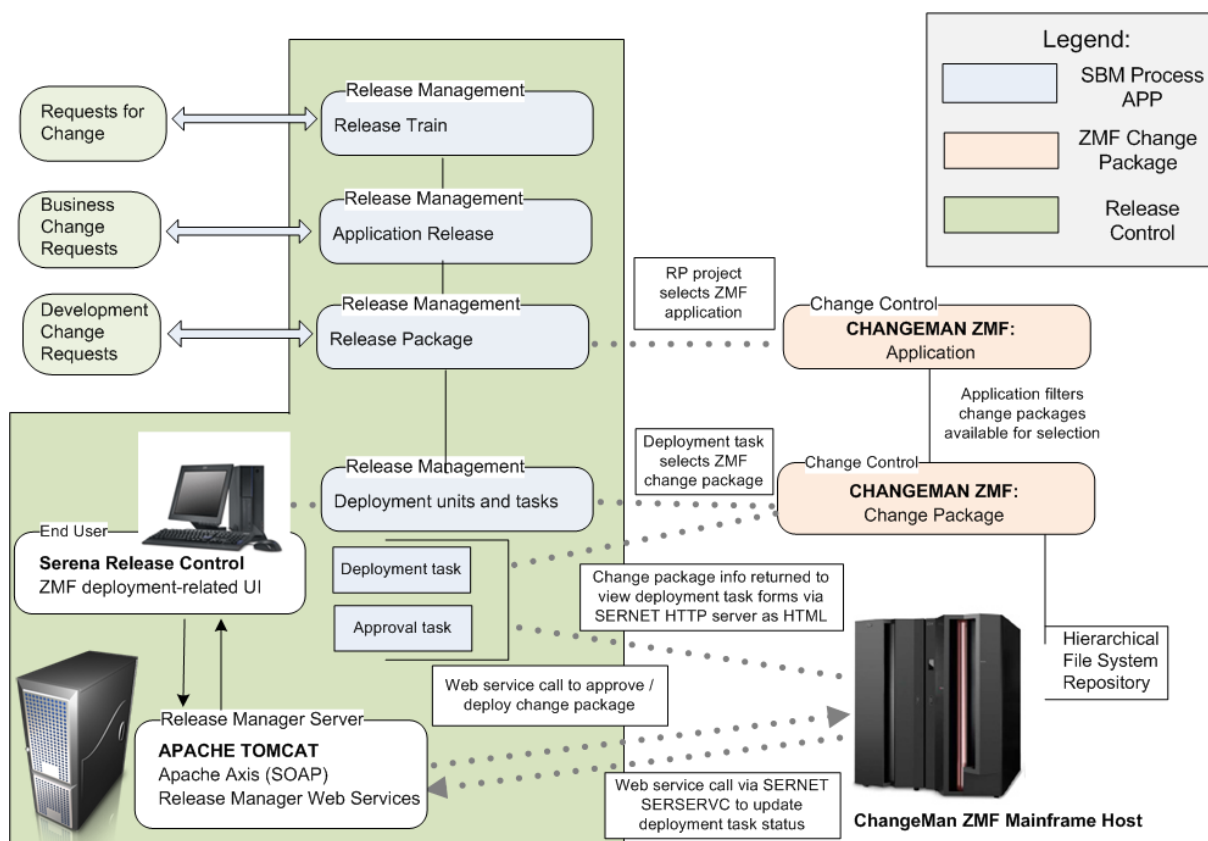 Legend:
SBM Process
APP
ZMF Change
Package
Release
Control
Requests for
Change
Release Management
Release Train
Business
Change
Requests
Release Management
Application Release
Development
Change
Requests
Release Management
Release Package
RP project
selects ZMF
application
Change Control
CHANGEMAN ZMF:
Application
Application filters
change packages
available for selection
Deployment task
selects ZMF
change package
Release Management
Deployment units and tasks
Change Control
CHANGEMAN ZMF:
Change Package
End User
Serena Release Control
ZMF deployment-related UI
Deployment task
Approval task
Change package info returned to
view deployment task forms via
SERNET HTTP server as HTML
Hierarchical
File System
Repository
Web service call to approve /
deploy change package
Release Manager Server
APACHE TOMCAT
Apache Axis (SOAP)
Release Manager Web Services
Web service call via SERNET
SERSERVC to update
deployment task status
ChangeMan ZMF Mainframe Host